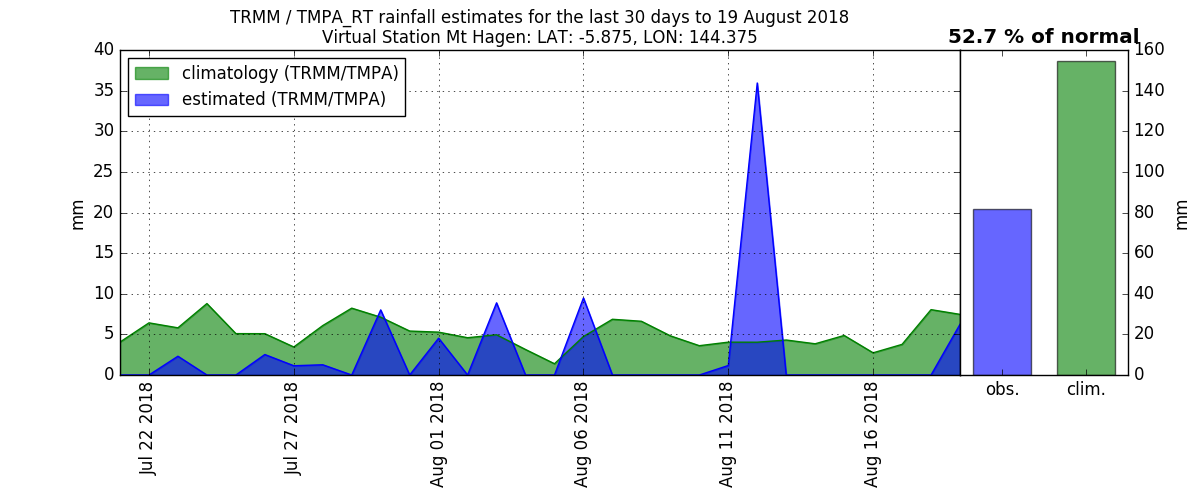 TRMM / TMPA_RT rainfall estimates for the last 30 days to 19 August 2018
Virtual Station Mt Hagen: LAT: -5.875, LON: 144.375
52.7 % of normal
climatology (TRMM/TMPA)
estimated (TRMM/TMPA)
40
35
30
25
20
15
10
5
0
mm
160
140
120
100
80
60
40
20
0
mm
Jul 22 2018
Jul 27 2018
Aug 01 2018
Aug 06 2018
Aug 11 2018
Aug 16 2018
obs.
clim.